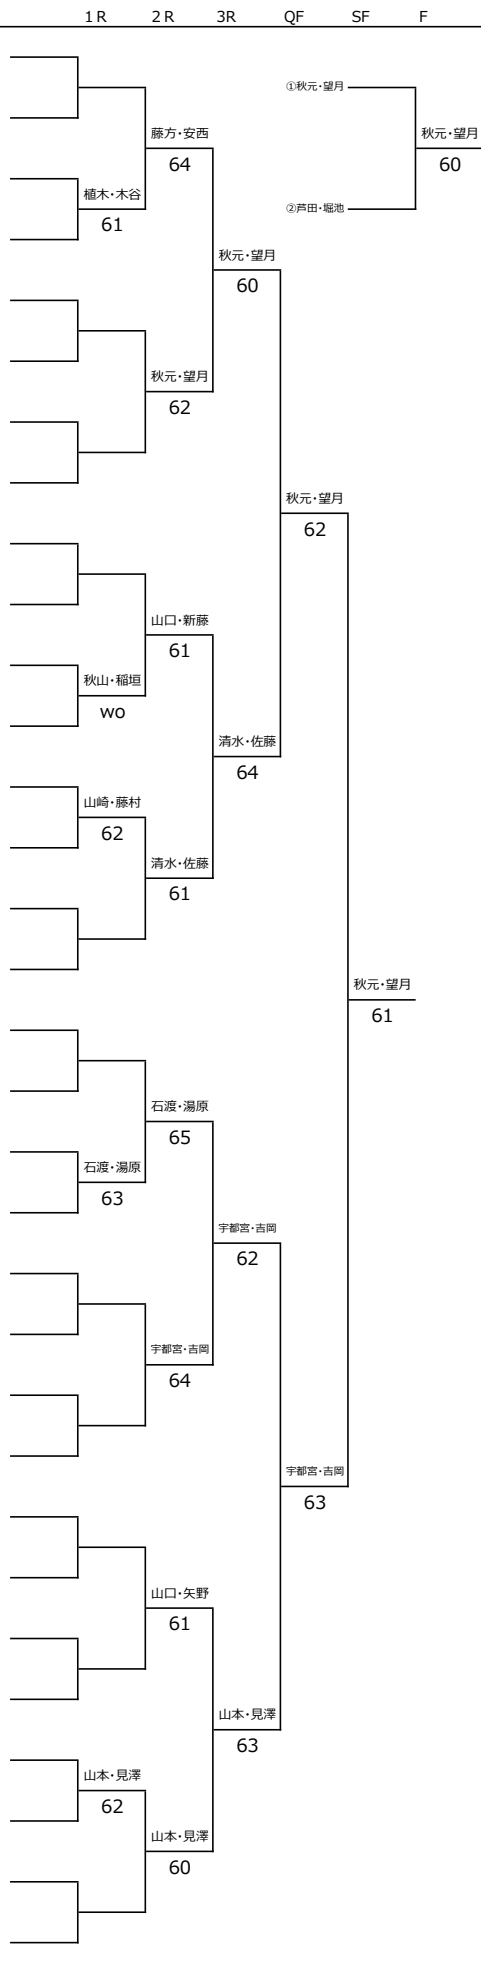 1R 2R 3R QF SF F
①秋元・望月
藤方・安西
秋元・望月
64
60
植木・木谷
②芦田・堀池
61
秋元・望月
60
秋元・望月
62
秋元・望月
62
山口・新藤
61
秋山・稲垣
wo
清水・佐藤
64
山崎・藤村
62
清水・佐藤
61
秋元・望月
61
石渡・湯原
65
石渡・湯原
63
宇都宮・吉岡
62
宇都宮・吉岡
64
宇都宮・吉岡
63
山口・矢野
61
山本・見澤
63
山本・見澤
62
山本・見澤
60